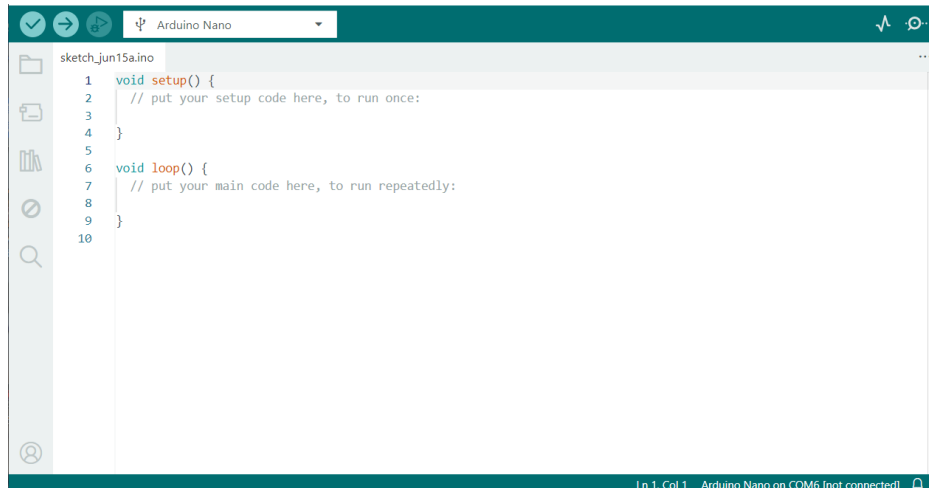 Arduino Nano
sketch_jun15a.ino
...
1 void setup() {
2 // put your setup code here, to run once:
3
4 }
5
6 void loop() {
7 // put your main code here, to run repeatedly:
8
9 }
10
Ln 1, Col 1 Arduino Nano on COM6 [not connected]